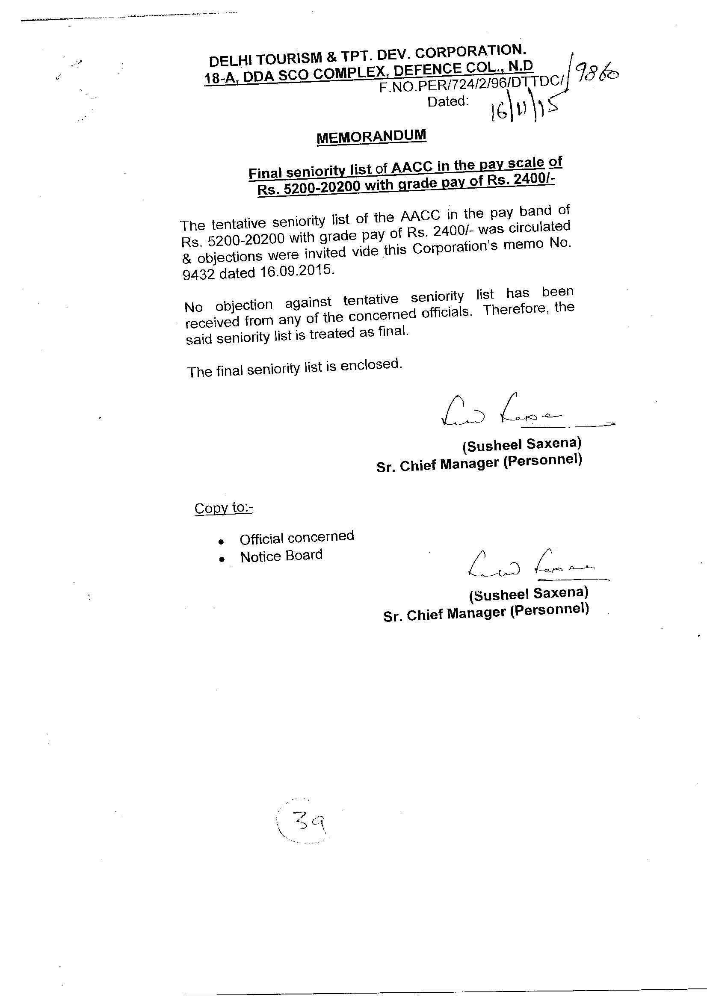 DELHI TOURISM & TPT. DEV. CORPORATION.
18-A, DDA SCO COMPLEX, DEFENCE COL., N.D
F.NO.PER/724/2/96/DTTDC/ /9860
Dated: 16/11/15
MEMORANDUM
Final seniority list of AACC in the pay scale of
Rs. 5200-20200 with grade pay of Rs. 2400/-
The tentative seniority list of the AACC in the pay band of
Rs. 5200-20200 with grade pay of Rs. 2400/- was circulated
& objections were invited vide this Corporation's memo No.
9432 dated 16.09.2015.
No objection against tentative seniority list has been
received from any of the concerned officials. Therefore, the
said seniority list is treated as final.
The final seniority list is enclosed.
(Susheel Saxena)
Sr. Chief Manager (Personnel)
Copy to:-
• Official concerned
• Notice Board
(Susheel Saxena)
Sr. Chief Manager (Personnel)
39